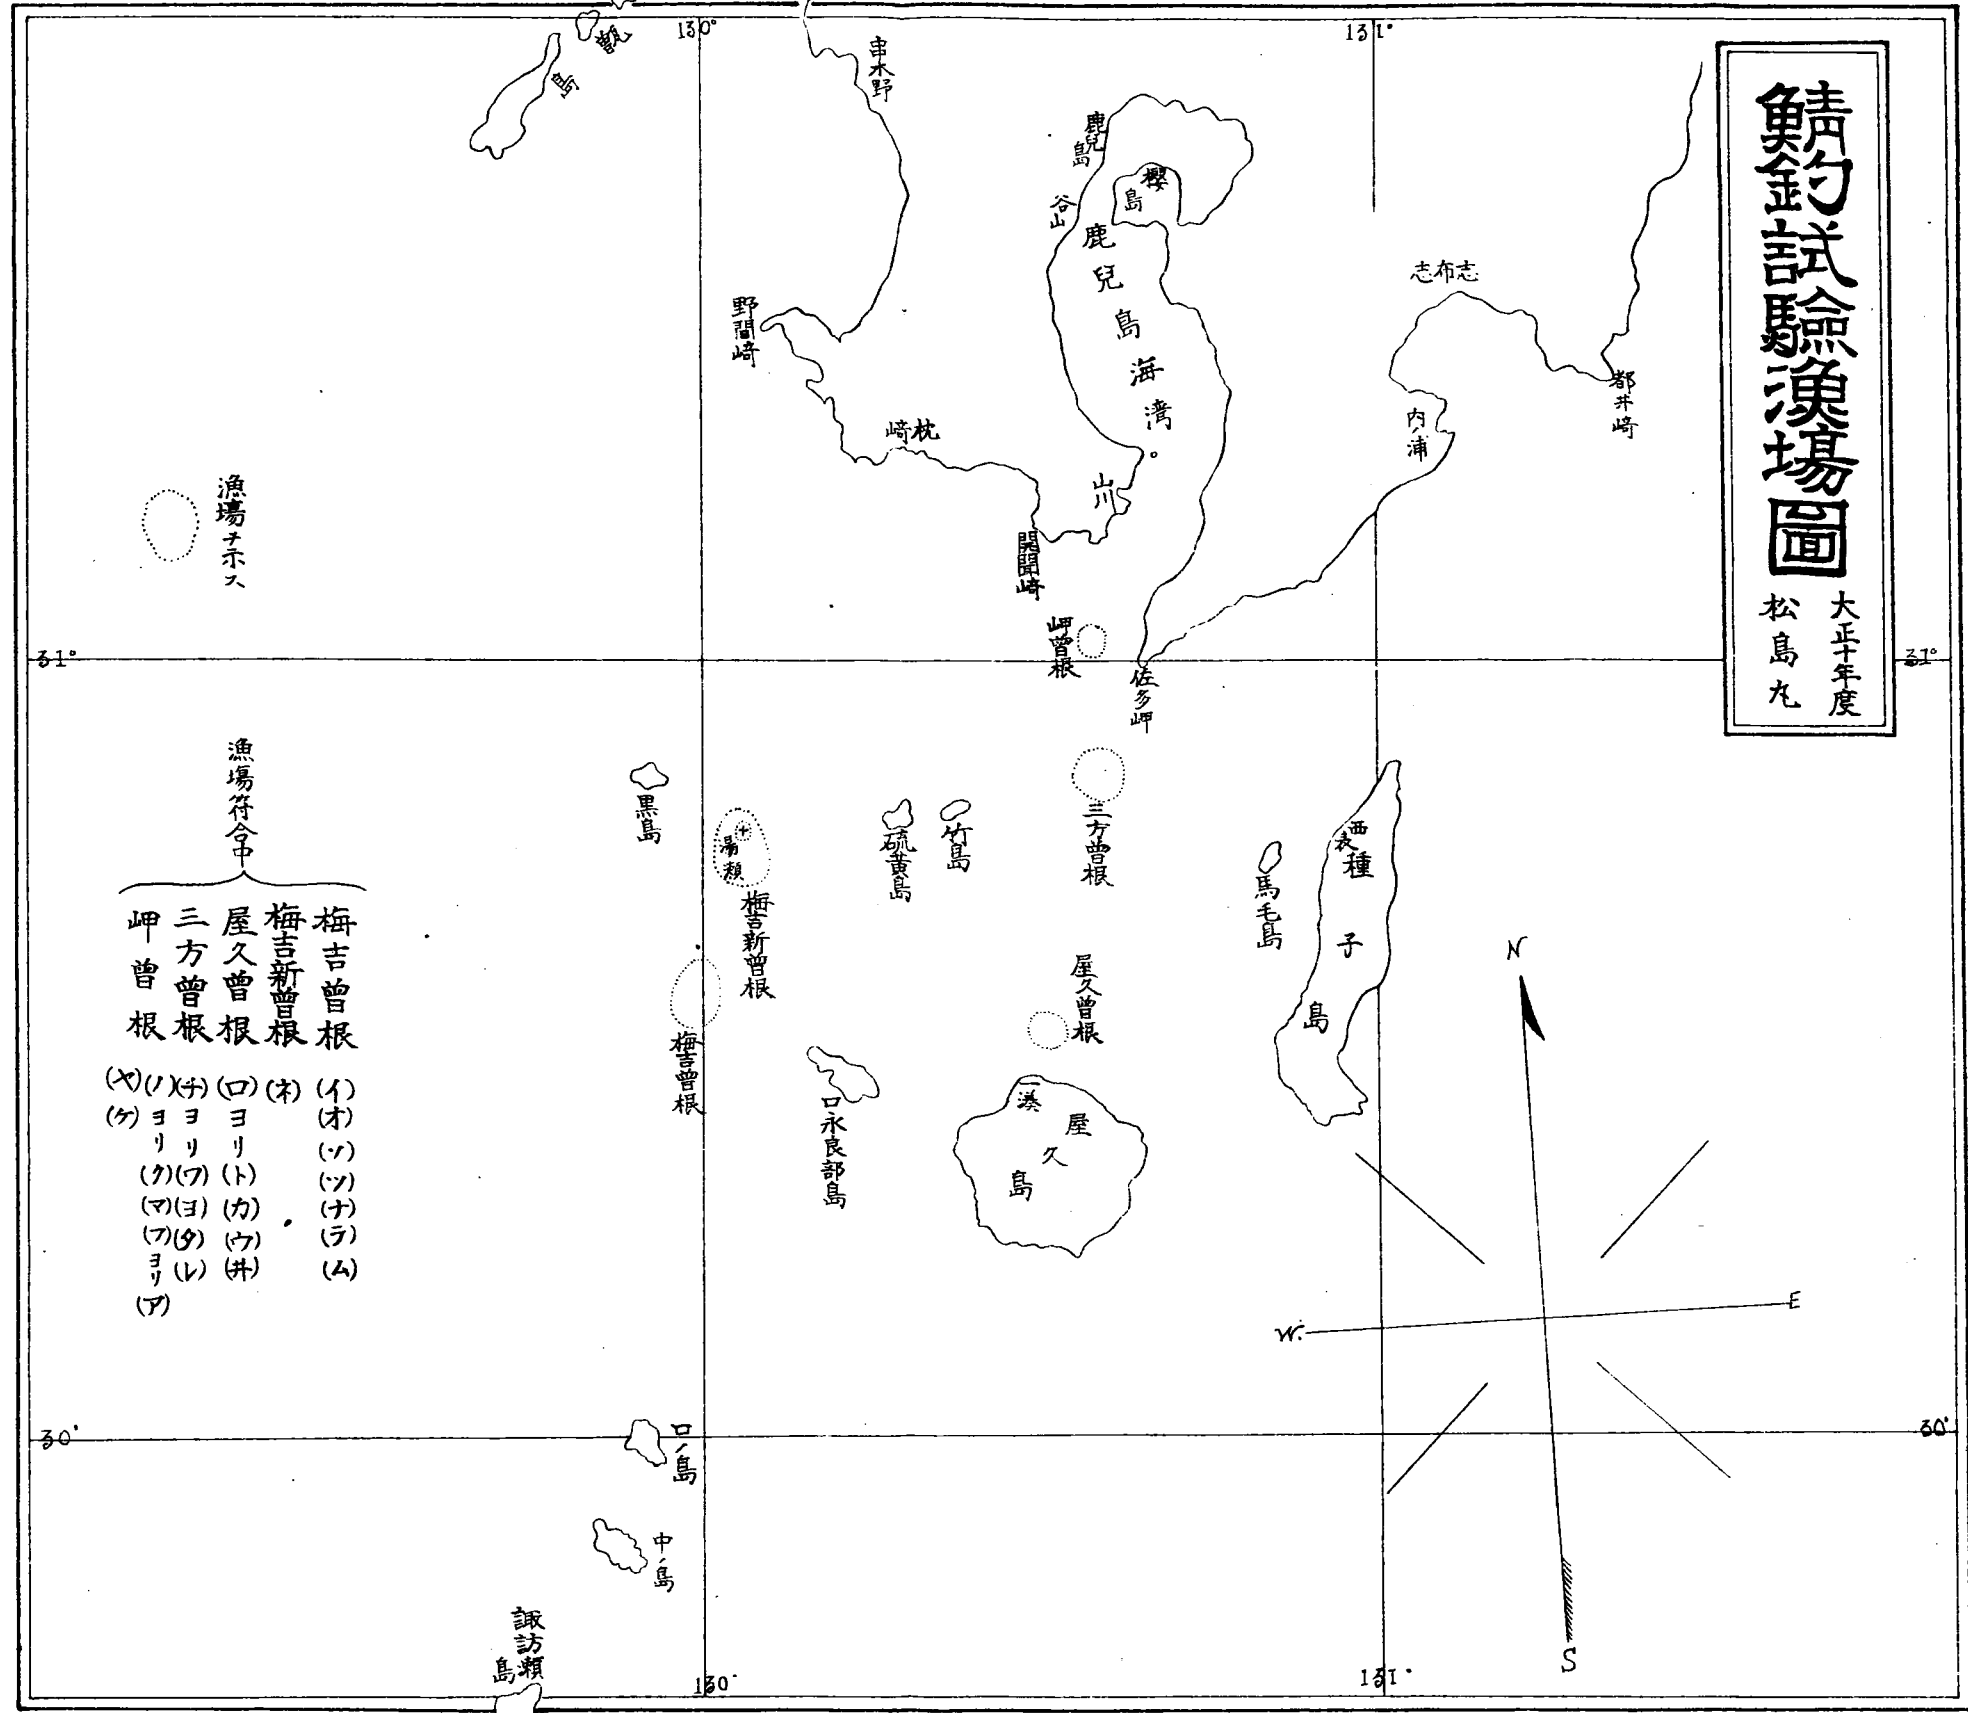 鯖釣試驗漁場圖
大正十年度
松島丸
130°
131°
甑島
串木野
鹿兒島
櫻島
谷山
鹿兒島海湾
志布志
野間崎
都井崎
内ノ浦
枕崎
山川
漁場ヲ示ス
開聞崎
岬曽根
31°
31°
佐多岬
黒島
湯瀬
硫黄島
竹島
三方曽根
馬毛島
西表
種子島
梅吉新曽根
屋久曽根
梅吉曽根
口永良部島
一湊
屋久島
漁場符合中
梅吉曽根 (イ)(オ)(ソ)(ツ)(ナ)(ラ)(ム)
梅吉新曽根 (ネ)
屋久曽根 (ロ)ヨリ(ト)(カ)(ウ)(井)
三方曽根 (チ)ヨリ(ワ)(ヨ)(タ)(レ)
岬曽根 (ノ)ヨリ(ク)(マ)(フ)ヨリ(ア)
(ヤ)(ケ)
N
E
W.
S
30°
30°
口ノ島
中ノ島
諏訪瀬島
130°
131°